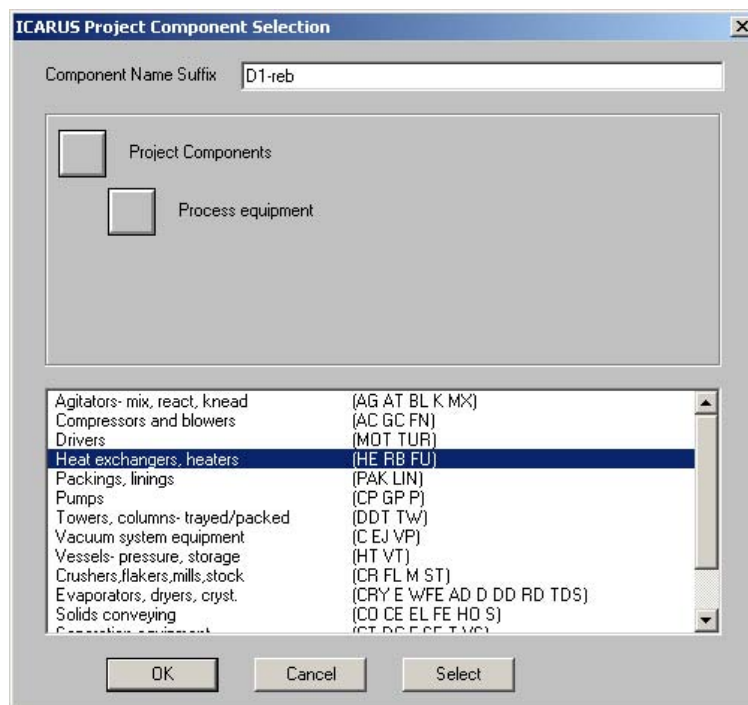 ICARUS Project Component Selection
Component Name Suffix D1-reb
Project Components
Process equipment
Agitators- mix, react, knead (AG AT BL K MX)
Compressors and blowers (AC GC FN)
Drivers (MOT TUR)
Heat exchangers, heaters (HE RB FU)
Packings, linings (PAK LIN)
Pumps (CP GP P)
Towers, columns- trayed/packed (DDT TW)
Vacuum system equipment (C EJ VP)
Vessels- pressure, storage (HT VT)
Crushers,flakers,mills,stock (CR FL M ST)
Evaporators, dryers, cryst. (CRY E WFE AD D DD RD TDS)
Solids conveying (CO CE EL FE HO S)
OK Cancel Select